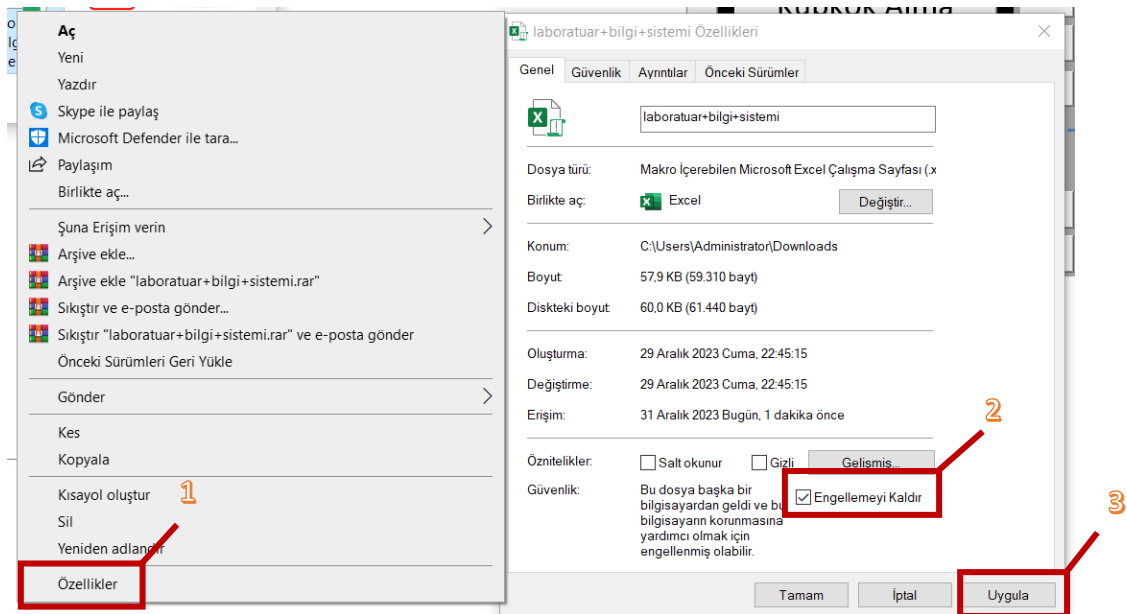 Aç
Yeni
Yazdır
Skype ile paylaş
Microsoft Defender ile tara...
Paylaşım
Birlikte aç...
Şuna Erişim verin
Arşive ekle...
Arşive ekle "laboratuar+bilgi+sistemi.rar"
Sıkıştır ve e-posta gönder...
Sıkıştır "laboratuar+bilgi+sistemi.rar" ve e-posta gönder
Önceki Sürümleri Geri Yükle
Gönder
Kes
Kopyala
Kısayol oluştur
1
Sil
Yeniden adlandır
Özellikler
laboratuar+bilgi+sistemi Özellikleri
Genel Güvenlik Ayrıntılar Önceki Sürümler
laboratuar+bilgi+sistemi
Dosya türü: Makro İçerebilen Microsoft Excel Çalışma Sayfası (.x
Birlikte aç: Excel Değiştir...
Konum: C:\Users\Administrator\Downloads
Boyut: 57,9 KB (59.310 bayt)
Diskteki boyut: 60,0 KB (61.440 bayt)
Oluşturma: 29 Aralık 2023 Cuma, 22:45:15
Değiştirme: 29 Aralık 2023 Cuma, 22:45:15
Erişim: 31 Aralık 2023 Bugün, 1 dakika önce
2
Öznitelikler: Salt okunur Gizli Gelişmiş...
Güvenlik: Bu dosya başka bir
bilgisayardan geldi ve bu
bilgisayarın korunmasına
yardımcı olmak için
engellenmiş olabilir.
Engellemeyi Kaldır
3
Tamam İptal Uygula